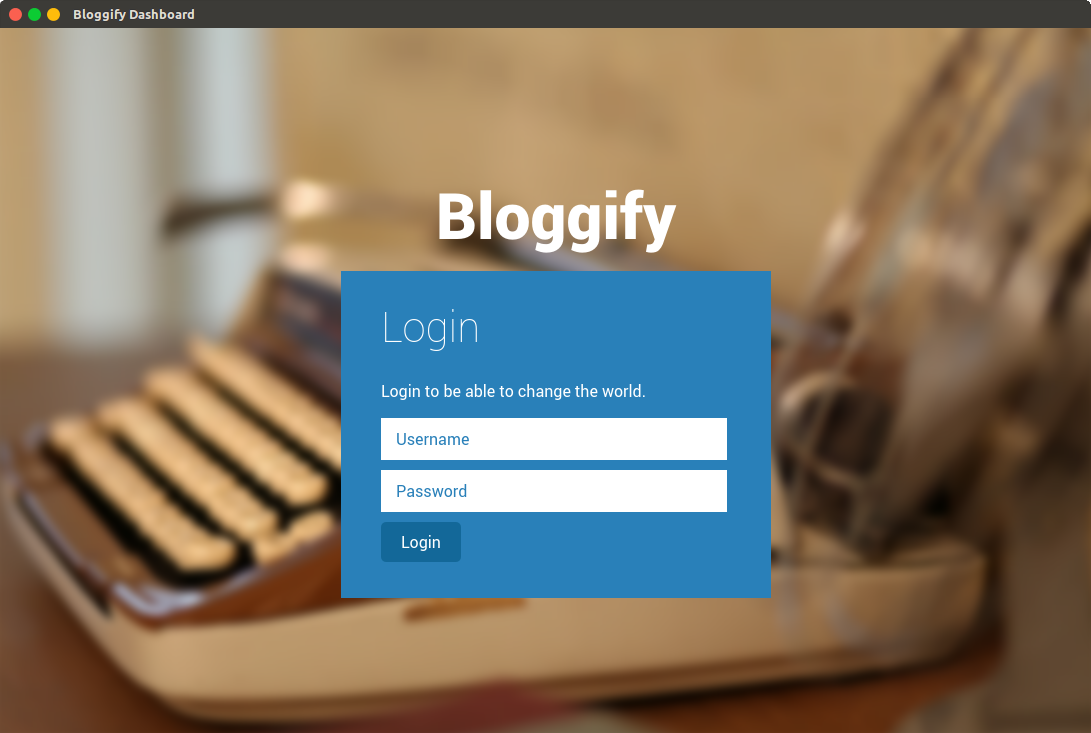 Bloggify Dashboard
Bloggify
Login
Login to be able to change the world.
Username
Password
Login